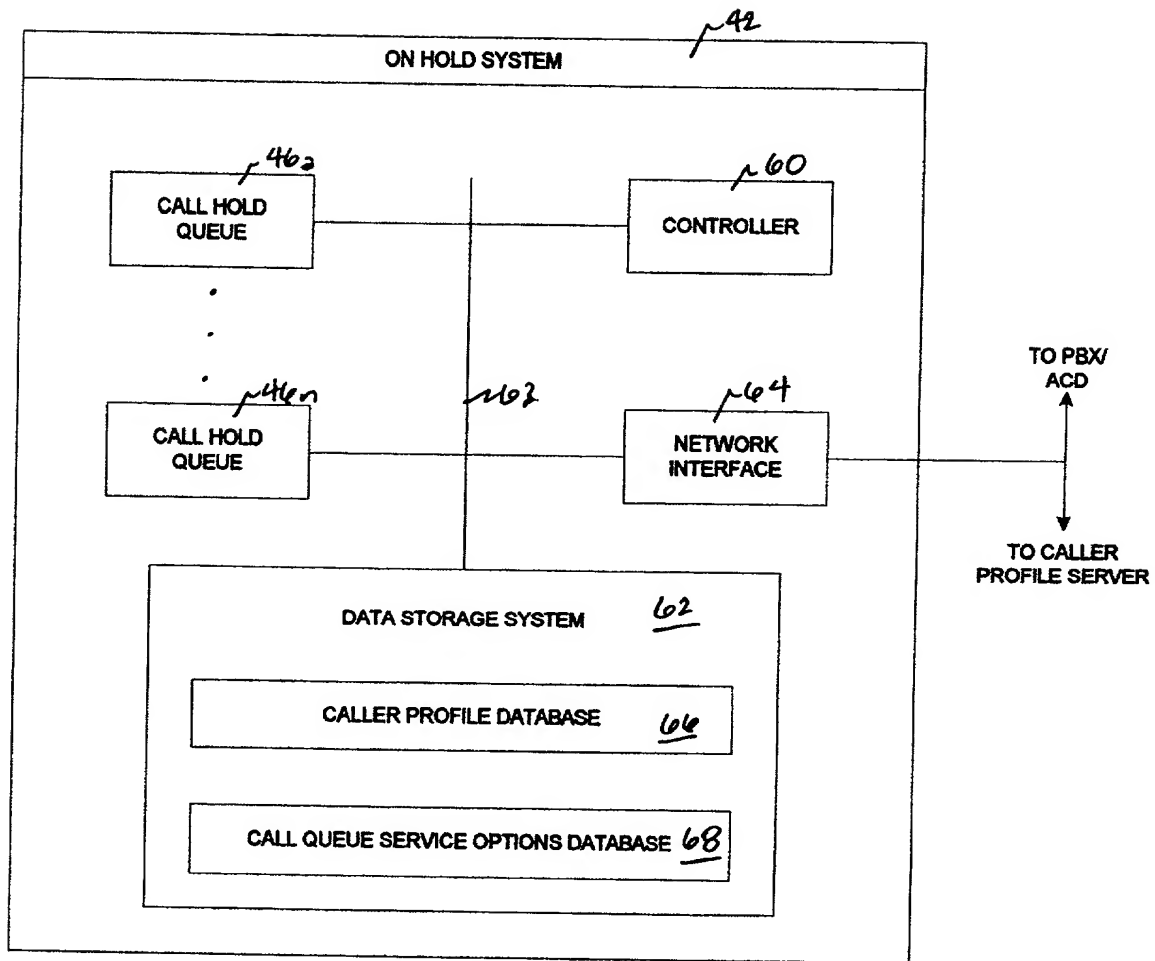 42
ON HOLD SYSTEM
46a
CALL HOLD
QUEUE
60
CONTROLLER
46n
CALL HOLD
QUEUE
63
64
NETWORK
INTERFACE
TO PBX/
ACD
TO CALLER
PROFILE SERVER
DATA STORAGE SYSTEM 62
CALLER PROFILE DATABASE 66
CALL QUEUE SERVICE OPTIONS DATABASE 68